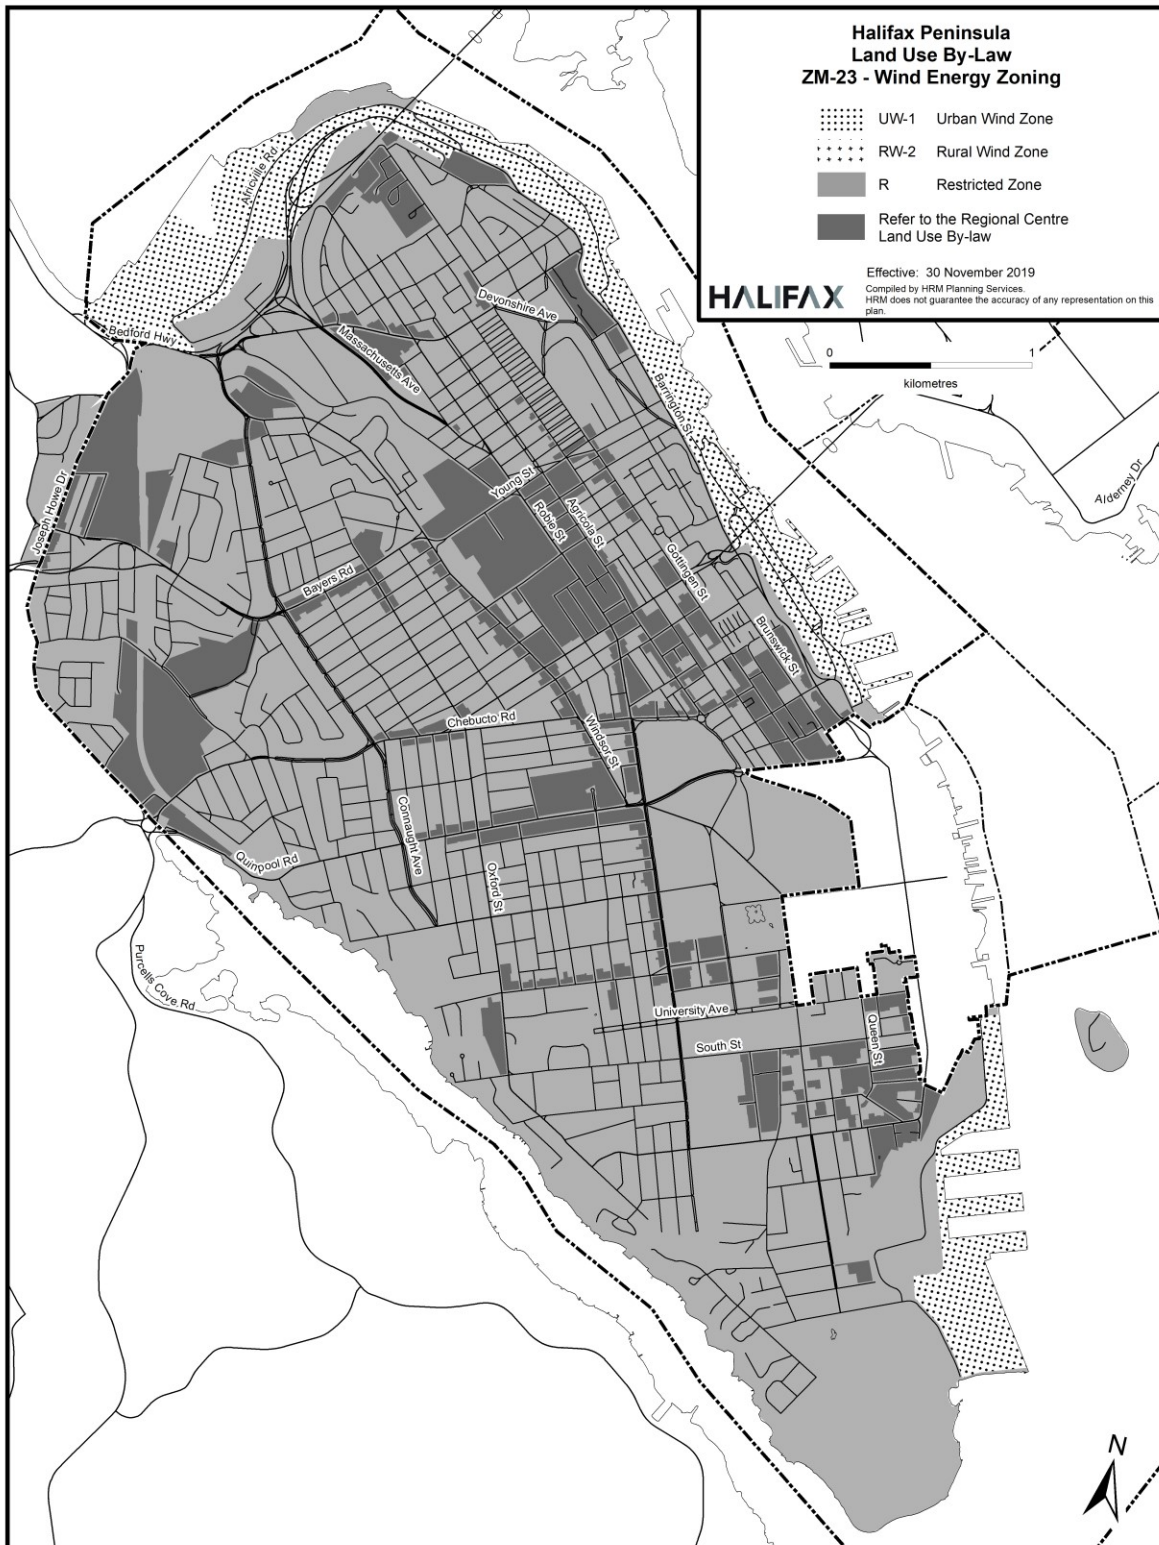 Halifax Peninsula
Land Use By-Law
ZM-23 - Wind Energy Zoning
UW-1 Urban Wind Zone
RW-2 Rural Wind Zone
R Restricted Zone
Refer to the Regional Centre
Land Use By-law
Effective: 30 November 2019
Compiled by HRM Planning Services.
HRM does not guarantee the accuracy of any representation on this
plan.
HALIFAX
0 1
kilometres
Africville Rd
Devonshire Ave
Bedford Hwy
Massachusetts Ave
Barrington St
Alderney Dr
Joseph Howe Dr
Young St
Robie St
Agricola St
Gottingen St
Bayers Rd
Brunswick St
Chebucto Rd
Windsor St
Connaught Ave
Quinpool Rd
Oxford St
Purcells Cove Rd
University Ave
Queen St
South St
N